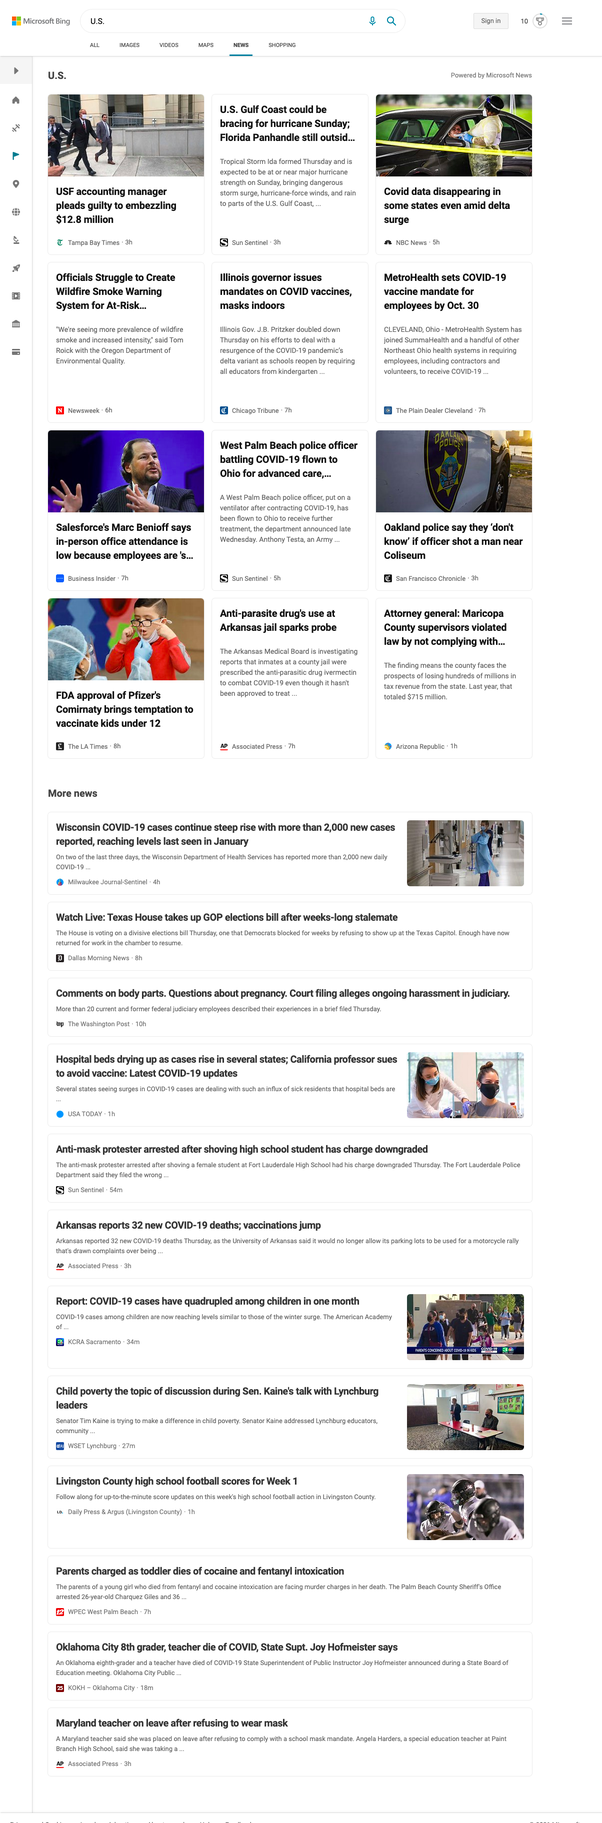 Microsoft Bing
U.S.
Sign in
10
ALL
IMAGES
VIDEOS
MAPS
NEWS
SHOPPING
U.S.
Powered by Microsoft News
USF accounting manager
pleads guilty to embezzling
$12.8 million
Tampa Bay Times · 3h
U.S. Gulf Coast could be
bracing for hurricane Sunday;
Florida Panhandle still outsid...
Tropical Storm Ida formed Thursday and is
expected to be at or near major hurricane
strength on Sunday, bringing dangerous
storm surge, hurricane-force winds, and rain
to parts of the U.S. Gulf Coast, ...
Sun Sentinel · 3h
Covid data disappearing in
some states even amid delta
surge
NBC News · 5h
Officials Struggle to Create
Wildfire Smoke Warning
System for At-Risk...
"We're seeing more prevalence of wildfire
smoke and increased intensity," said Tom
Roick with the Oregon Department of
Environmental Quality.
Newsweek · 6h
Illinois governor issues
mandates on COVID vaccines,
masks indoors
Illinois Gov. J.B. Pritzker doubled down
Thursday on his efforts to deal with a
resurgence of the COVID-19 pandemic's
delta variant as schools reopen by requiring
all educators from kindergarten ...
Chicago Tribune · 7h
MetroHealth sets COVID-19
vaccine mandate for
employees by Oct. 30
CLEVELAND, Ohio - MetroHealth System has
joined SummaHealth and a handful of other
Northeast Ohio health systems in requiring
employees, including contractors and
volunteers, to receive COVID-19 ...
The Plain Dealer Cleveland · 7h
Salesforce's Marc Benioff says
in-person office attendance is
low because employees are 's...
Business Insider · 7h
West Palm Beach police officer
battling COVID-19 flown to
Ohio for advanced care,...
A West Palm Beach police officer, put on a
ventilator after contracting COVID-19, has
been flown to Ohio to receive further
treatment, the department announced late
Wednesday. Anthony Testa, an Army ...
Sun Sentinel · 5h
OAKLAND
POLICE
Oakland police say they 'don't
know' if officer shot a man near
Coliseum
San Francisco Chronicle · 3h
FDA approval of Pfizer's
Comirnaty brings temptation to
vaccinate kids under 12
The LA Times · 8h
Anti-parasite drug's use at
Arkansas jail sparks probe
The Arkansas Medical Board is investigating
reports that inmates at a county jail were
prescribed the anti-parasitic drug ivermectin
to combat COVID-19 even though it hasn't
been approved to treat ...
AP Associated Press · 7h
Attorney general: Maricopa
County supervisors violated
law by not complying with...
The finding means the county faces the
prospects of losing hundreds of millions in
tax revenue from the state. Last year, that
totaled $715 million.
Arizona Republic · 1h
More news
Wisconsin COVID-19 cases continue steep rise with more than 2,000 new cases
reported, reaching levels last seen in January
On two of the last three days, the Wisconsin Department of Health Services has reported more than 2,000 new daily
COVID-19 ...
Milwaukee Journal-Sentinel · 4h
Watch Live: Texas House takes up GOP elections bill after weeks-long stalemate
The House is voting on a divisive elections bill Thursday, one that Democrats blocked for weeks by refusing to show up at the Texas Capitol. Enough have now
returned for work in the chamber to resume.
Dallas Morning News · 8h
Comments on body parts. Questions about pregnancy. Court filing alleges ongoing harassment in judiciary.
More than 20 current and former federal judiciary employees described their experiences in a brief filed Thursday.
wp The Washington Post · 10h
Hospital beds drying up as cases rise in several states; California professor sues
to avoid vaccine: Latest COVID-19 updates
Several states seeing surges in COVID-19 cases are dealing with such an influx of sick residents that hospital beds are
...
USA TODAY · 1h
Anti-mask protester arrested after shoving high school student has charge downgraded
The anti-mask protester arrested after shoving a female student at Fort Lauderdale High School had his charge downgraded Thursday. The Fort Lauderdale Police
Department said they filed the wrong ...
Sun Sentinel · 54m
Arkansas reports 32 new COVID-19 deaths; vaccinations jump
Arkansas reported 32 new COVID-19 deaths Thursday, as the University of Arkansas said it would no longer allow its parking lots to be used for a motorcycle rally
that's drawn complaints over being ...
AP Associated Press · 3h
Report: COVID-19 cases have quadrupled among children in one month
COVID-19 cases among children are now reaching levels similar to those of the winter surge. The American Academy
of ...
KCRA Sacramento · 34m
PARENTS CONCERNED ABOUT COVID-19 IN KIDS
Child poverty the topic of discussion during Sen. Kaine's talk with Lynchburg
leaders
Senator Tim Kaine is trying to make a difference in child poverty. Senator Kaine addressed Lynchburg educators,
community ...
WSET Lynchburg · 27m
Livingston County high school football scores for Week 1
Follow along for up-to-the-minute score updates on this week's high school football action in Livingston County.
Daily Press & Argus (Livingston County) · 1h
Parents charged as toddler dies of cocaine and fentanyl intoxication
The parents of a young girl who died from fentanyl and cocaine intoxication are facing murder charges in her death. The Palm Beach County Sheriff's Office
arrested 26-year-old Charquez Giles and 36 ...
WPEC West Palm Beach · 7h
Oklahoma City 8th grader, teacher die of COVID, State Supt. Joy Hofmeister says
An Oklahoma eighth-grader and a teacher have died of COVID-19 State Superintendent of Public Instructor Joy Hofmeister announced during a State Board of
Education meeting. Oklahoma City Public ...
25 KOKH – Oklahoma City · 18m
Maryland teacher on leave after refusing to wear mask
A Maryland teacher said she was placed on leave after refusing to comply with a school mask mandate. Angela Harders, a special education teacher at Paint
Branch High School, said she was taking a ...
AP Associated Press · 3h